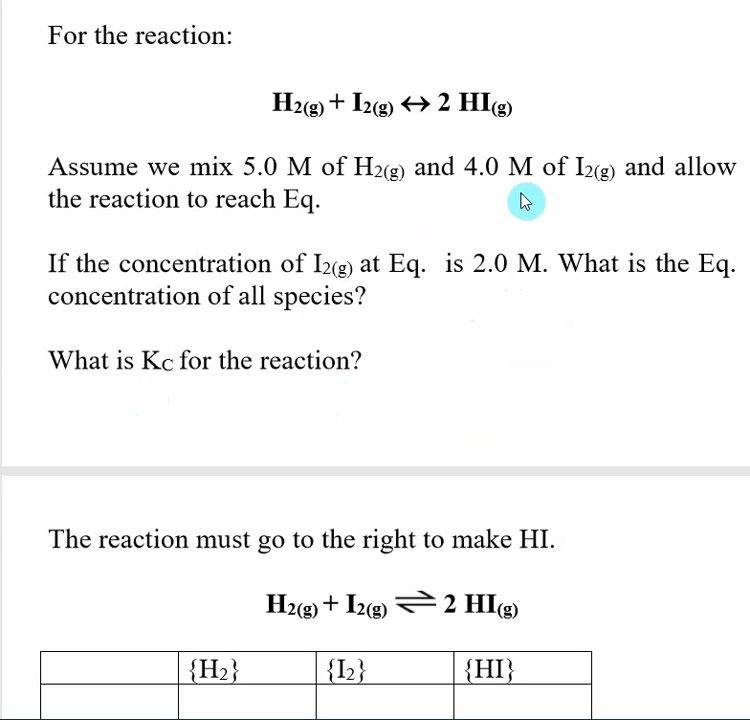 For the reaction:
H2(g) + I2(g) ↔ 2 HI(g)
Assume we mix 5.0 M of H2(g) and 4.0 M of I2(g) and allow
the reaction to reach Eq.
If the concentration of I2(g) at Eq. is 2.0 M. What is the Eq.
concentration of all species?
What is KC for the reaction?
The reaction must go to the right to make HI.
H2(g) + I2(g) ⇌ 2 HI(g)
{H2} {I2} {HI}